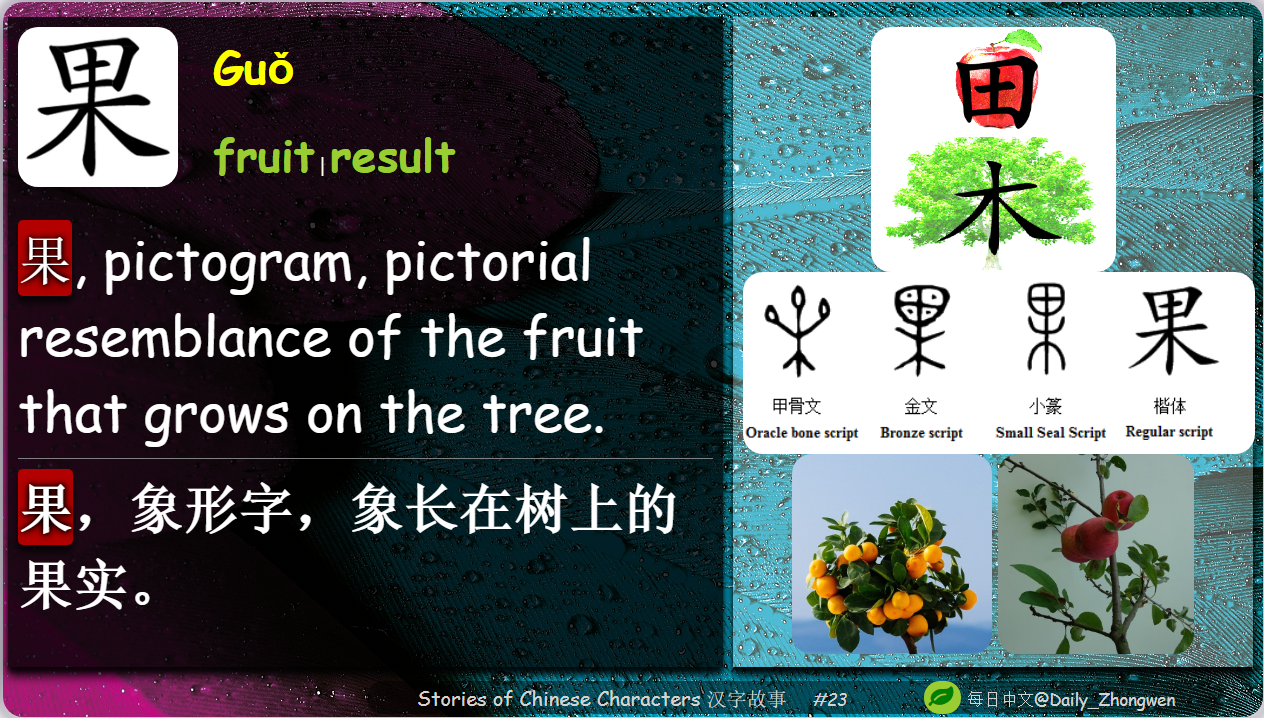 果
Guǒ
fruit | result
果, pictogram, pictorial
resemblance of the fruit
that grows on the tree.
果，象形字，象长在树上的
果实。
田
木
果
甲骨文 金文 小篆 楷体
Oracle bone script Bronze script Small Seal Script Regular script
Stories of Chinese Characters 汉字故事 #23
每日中文@Daily_Zhongwen